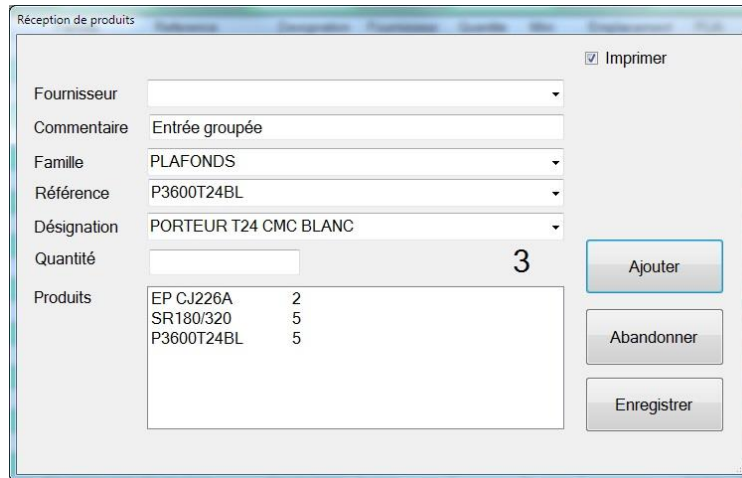 Réception de produits
Imprimer
Fournisseur
Commentaire Entrée groupée
Famille PLAFONDS
Référence P3600T24BL
Désignation PORTEUR T24 CMC BLANC
Quantité 3
Ajouter
Produits EP CJ226A 2
SR180/320 5
P3600T24BL 5
Abandonner
Enregistrer